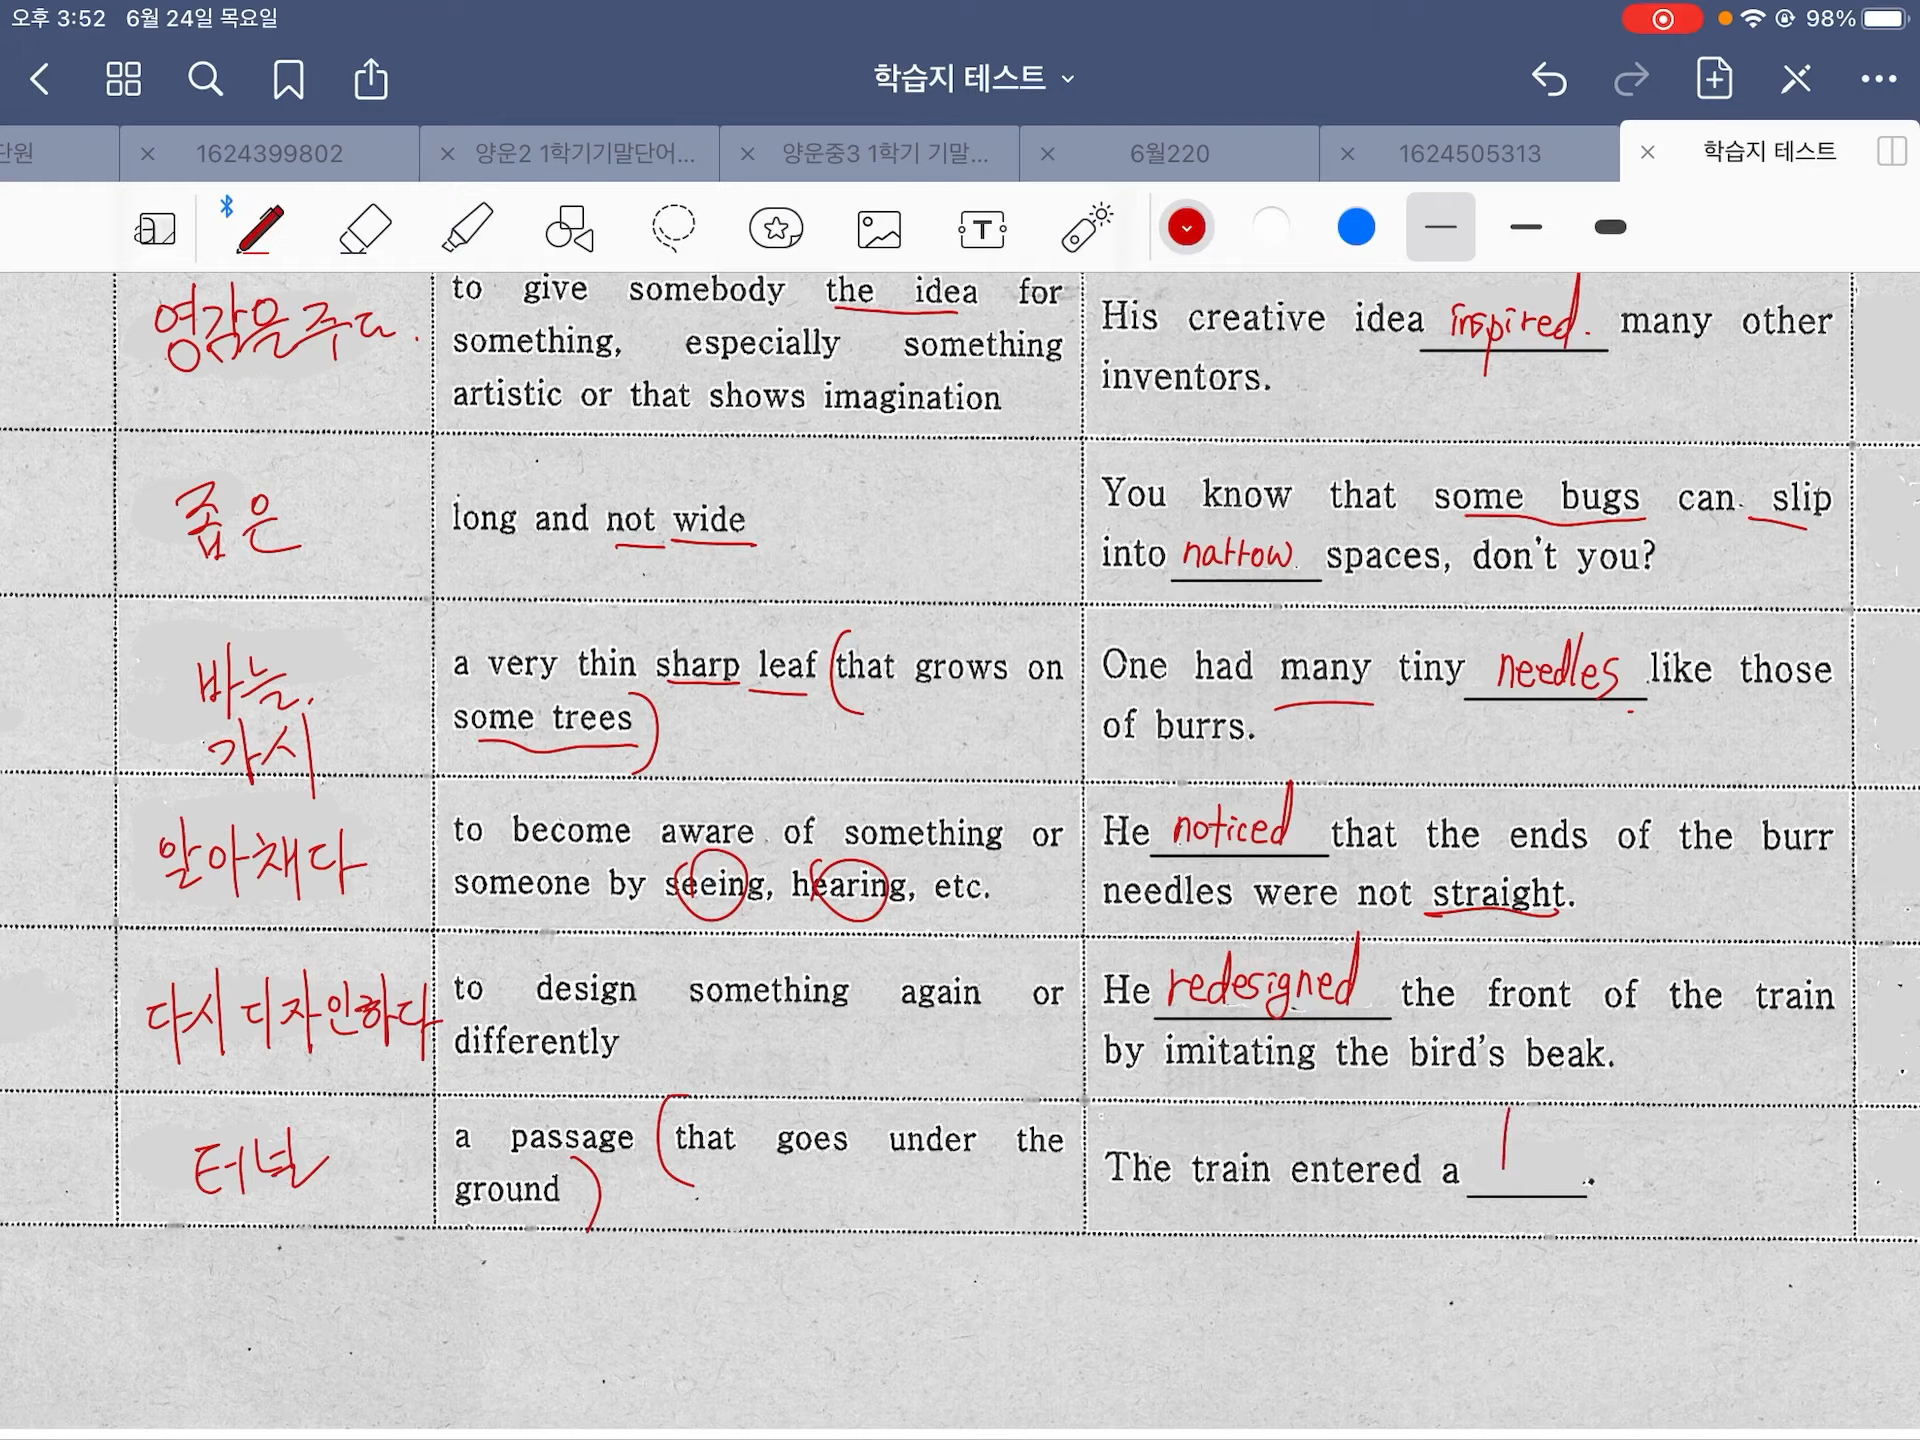 오후 3:52 6월 24일 목요일
98%
학습지 테스트
단원
1624399802
양운2 1학기기말단어...
양운중3 1학기 기말...
6월220
1624505313
학습지 테스트
영감을 주다.
to give somebody the idea for
something, especially something
artistic or that shows imagination
His creative idea inspired. many other
inventors.
좁은
long and not wide
You know that some bugs can slip
into narrow spaces, don't you?
바늘.
가시
a very thin sharp leaf that grows on
some trees
One had many tiny needles like those
of burrs.
알아채다
to become aware of something or
someone by seeing, hearing, etc.
He noticed that the ends of the burr
needles were not straight.
다시 디자인하다
to design something again or
differently
He redesigned the front of the train
by imitating the bird's beak.
터널
a passage that goes under the
ground
The train entered a ______.